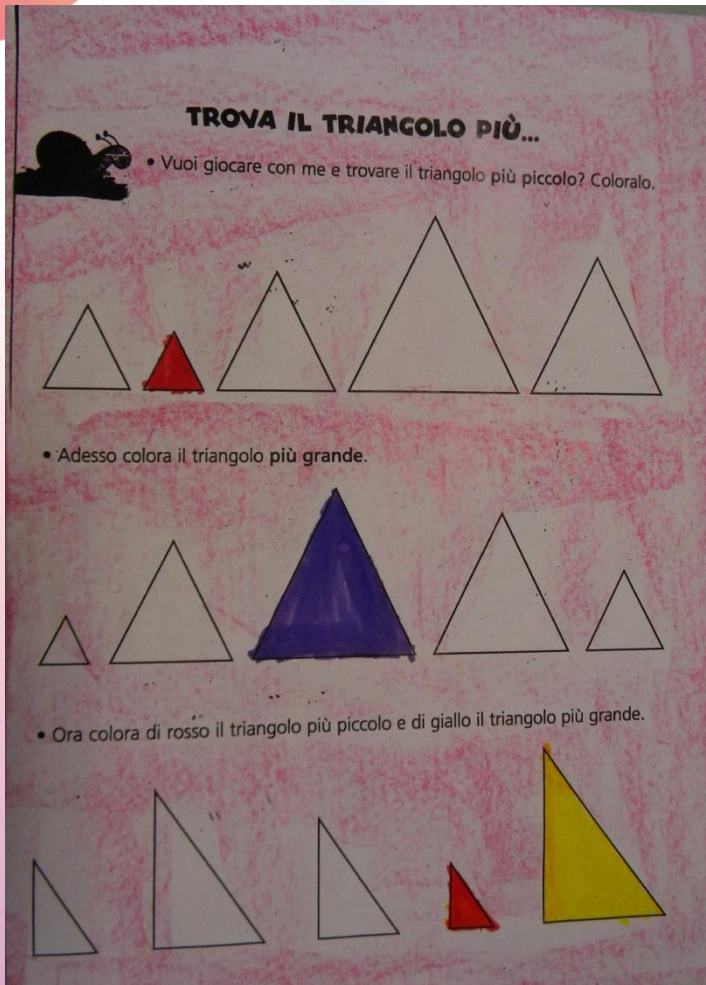 TROVA IL TRIANGOLO PIÙ...
• Vuoi giocare con me e trovare il triangolo più piccolo? Coloralo.
• Adesso colora il triangolo più grande.
• Ora colora di rosso il triangolo più piccolo e di giallo il triangolo più grande.